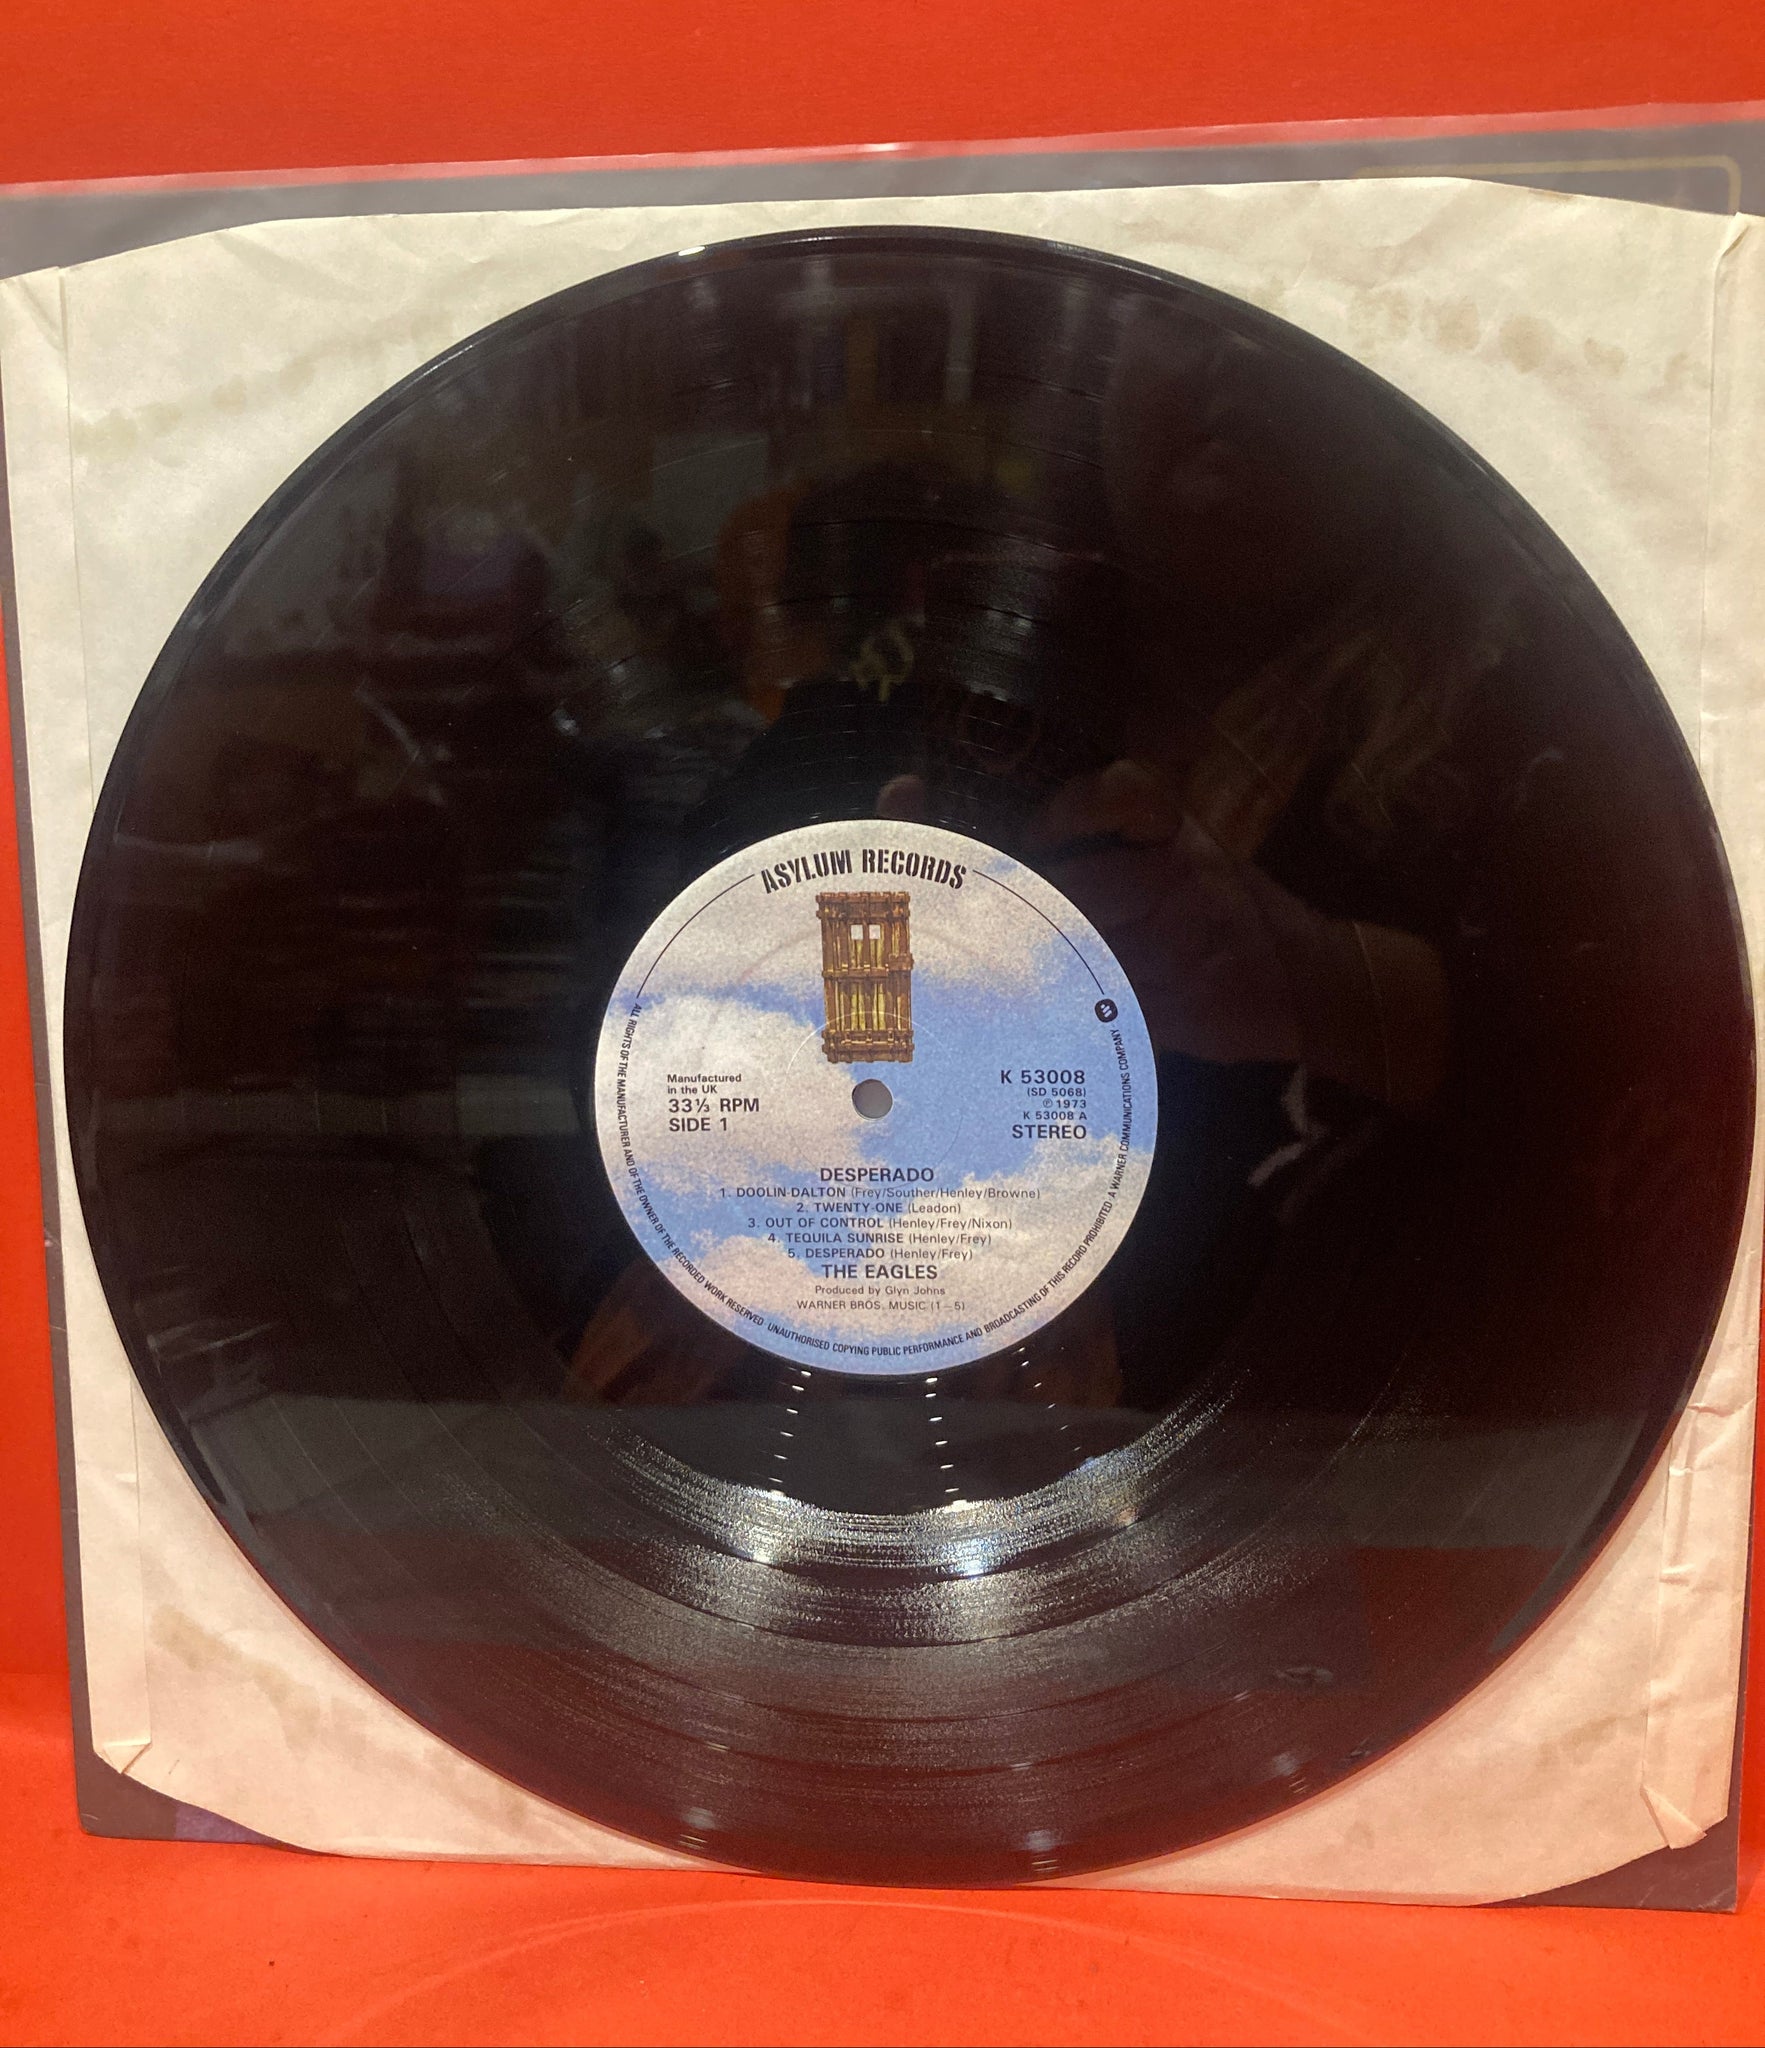 ASYLUM RECORDS
Manufactured
in the UK
33⅓ RPM
SIDE 1
K 53008
(SD 5068)
℗ 1973
K 53008 A
STEREO
DESPERADO
1. DOOLIN-DALTON (Frey/Souther/Henley/Browne)
2. TWENTY-ONE (Leadon)
3. OUT OF CONTROL (Henley/Frey/Nixon)
4. TEQUILA SUNRISE (Henley/Frey)
5. DESPERADO (Henley/Frey)
THE EAGLES
Produced by Glyn Johns
WARNER BROS. MUSIC (1–5)
ALL RIGHTS OF THE MANUFACTURER AND OF THE OWNER OF THE RECORDED WORK RESERVED UNAUTHORISED COPYING PUBLIC PERFORMANCE AND BROADCASTING OF THIS RECORD PROHIBITED · A WARNER COMMUNICATIONS COMPANY